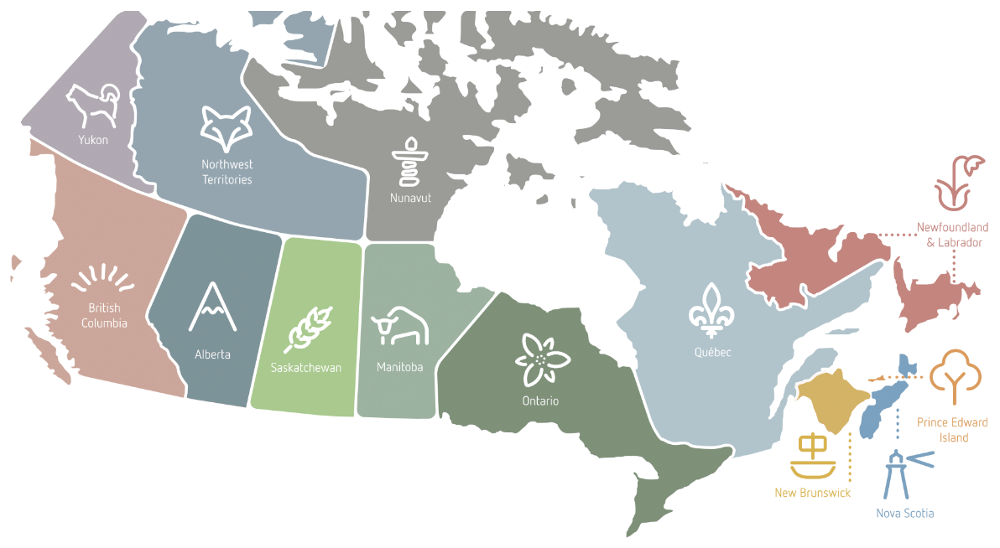 Yukon
Northwest
Territories
Nunavut
Newfoundland
& Labrador
British
Columbia
Alberta
Saskatchewan
Manitoba
Ontario
Québec
Prince Edward
Island
New Brunswick
Nova Scotia